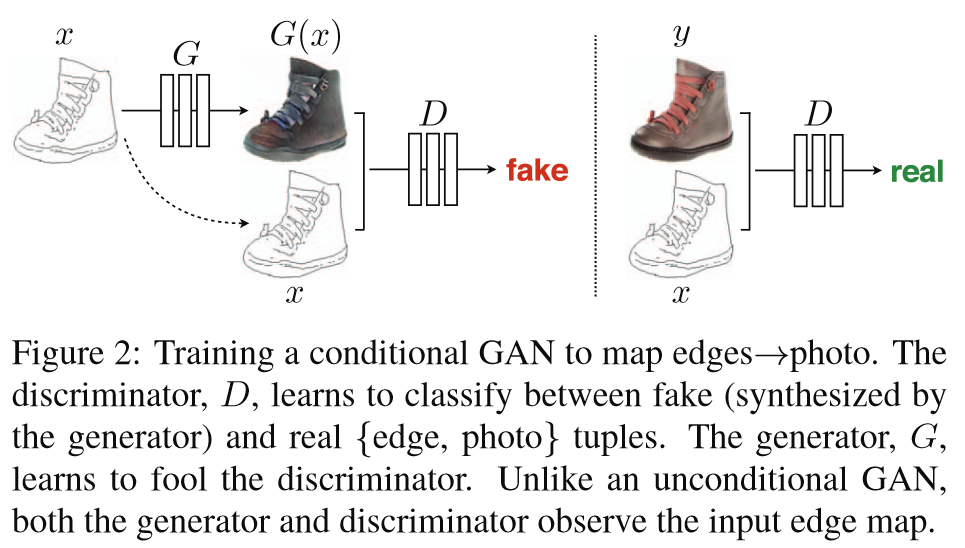 x
G
G(x)
D
fake
x
y
D
real
x
Figure 2: Training a conditional GAN to map edges→photo. The
discriminator, D, learns to classify between fake (synthesized by
the generator) and real {edge, photo} tuples. The generator, G,
learns to fool the discriminator. Unlike an unconditional GAN,
both the generator and discriminator observe the input edge map.